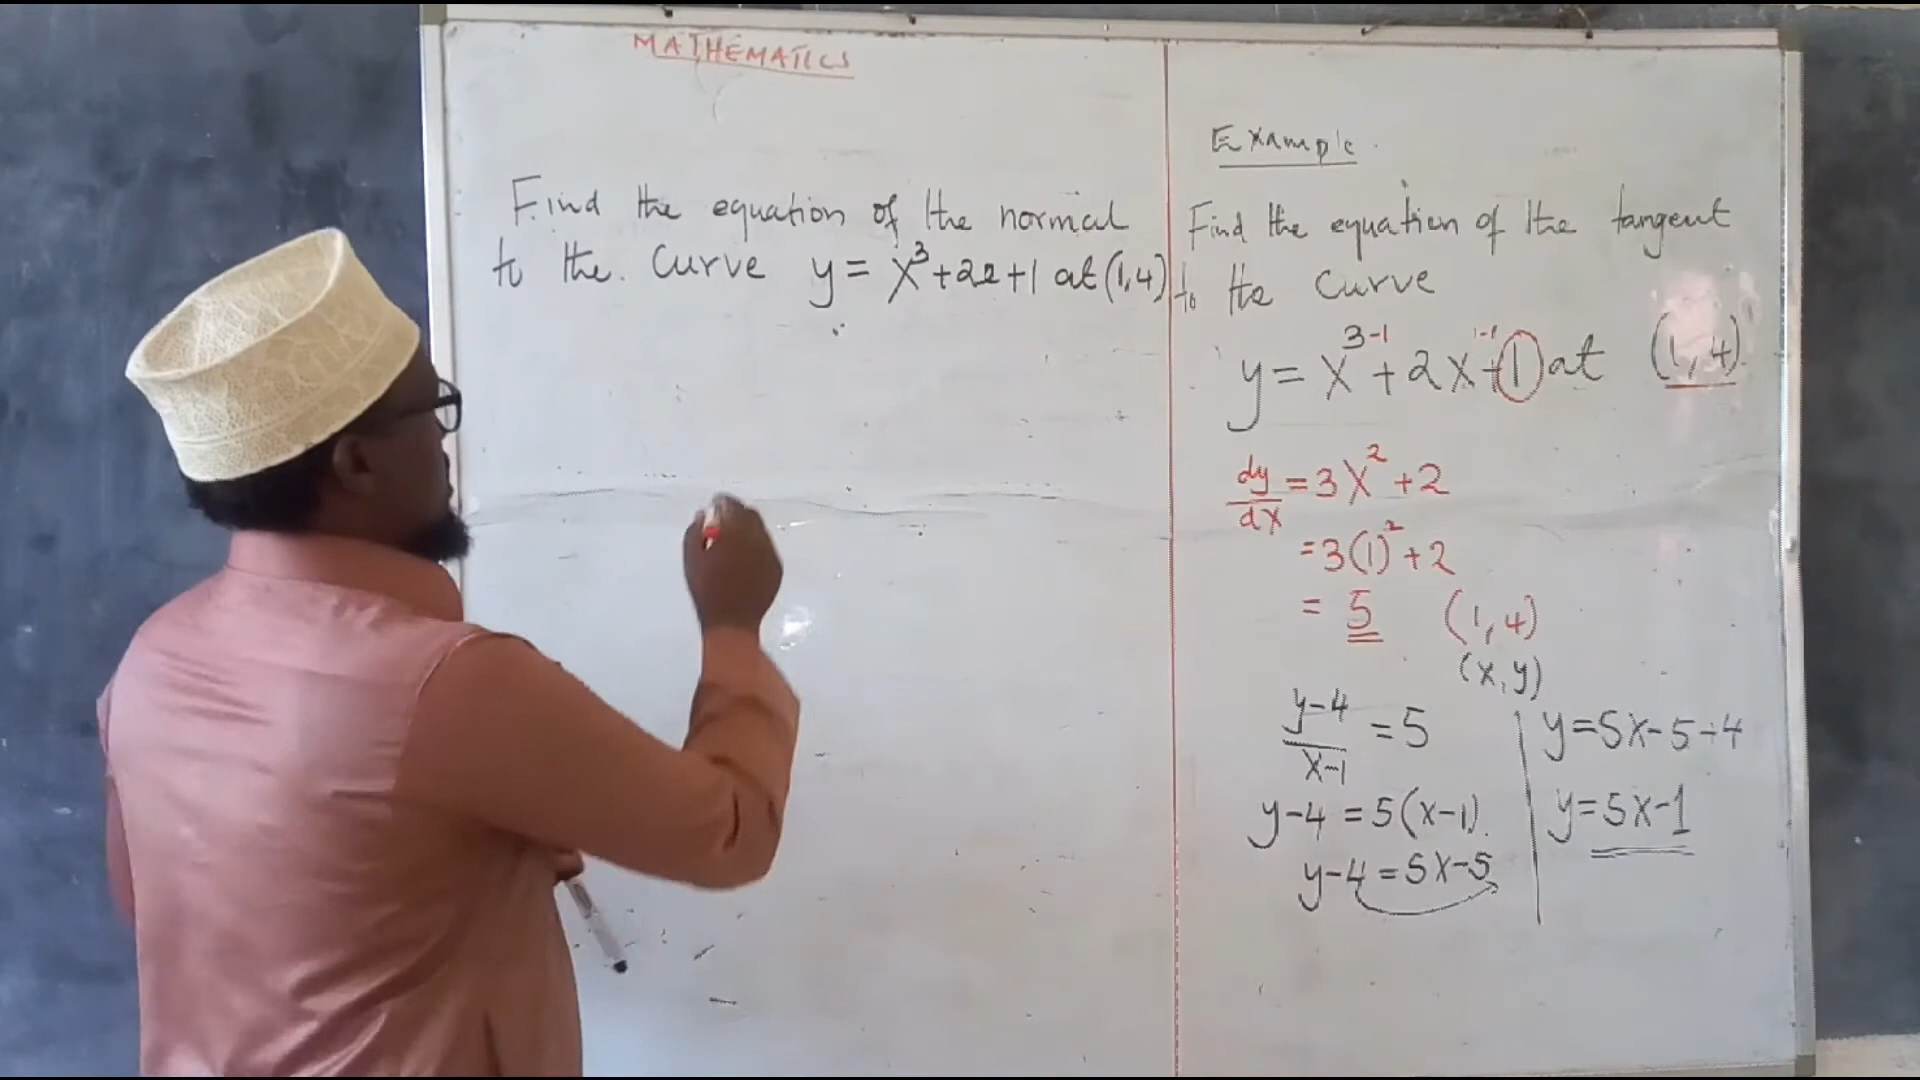 MATHEMATICS
Find the equation of the normal
to the. Curve y = x³+2x+1 at (1,4)
Example.
Find the equation of the tangent
to the Curve
y = x³⁻¹ + 2x¹⁻¹ + 1 at (1,4)
dy/dx = 3x² + 2
= 3(1)² + 2
= 5 (1,4)
(x,y)
y-4/x-1 = 5
y-4 = 5(x-1).
y-4 = 5x-5
y = 5x-5+4
y = 5x-1